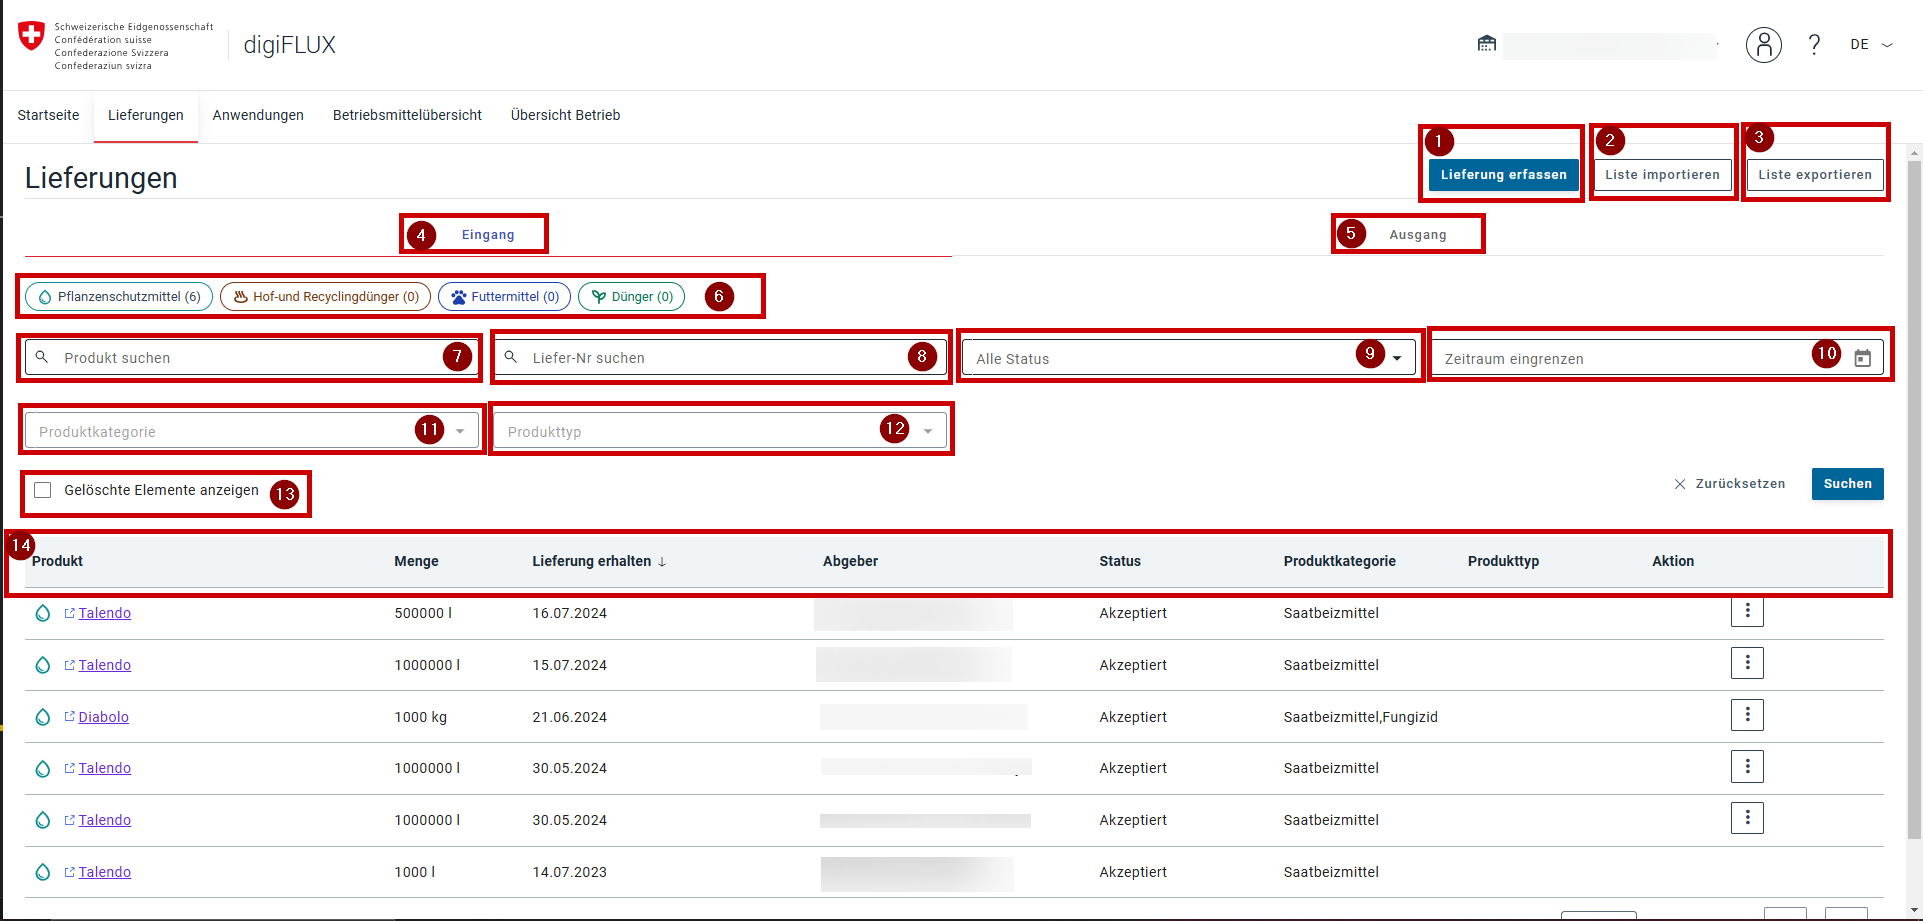 Schweizerische Eidgenossenschaft
Confédération suisse
Confederazione Svizzera
Confederaziun svizra
digiFLUX
DE
Startseite Lieferungen Anwendungen Betriebsmittelübersicht Übersicht Betrieb
Lieferungen
1 Lieferung erfassen
2 Liste importieren
3 Liste exportieren
4 Eingang
5 Ausgang
Pflanzenschutzmittel (6) Hof-und Recyclingdünger (0) Futtermittel (0) Dünger (0) 6
Produkt suchen 7
Liefer-Nr suchen 8
Alle Status 9
Zeitraum eingrenzen 10
Produktkategorie 11
Produkttyp 12
Gelöschte Elemente anzeigen 13
Zurücksetzen Suchen
14
Produkt Menge Lieferung erhalten ↓ Abgeber Status Produktkategorie Produkttyp Aktion
Talendo 500000 l 16.07.2024 Akzeptiert Saatbeizmittel
Talendo 1000000 l 15.07.2024 Akzeptiert Saatbeizmittel
Diabolo 1000 kg 21.06.2024 Akzeptiert Saatbeizmittel,Fungizid
Talendo 1000000 l 30.05.2024 Akzeptiert Saatbeizmittel
Talendo 1000000 l 30.05.2024 Akzeptiert Saatbeizmittel
Talendo 1000 l 14.07.2023 Akzeptiert Saatbeizmittel